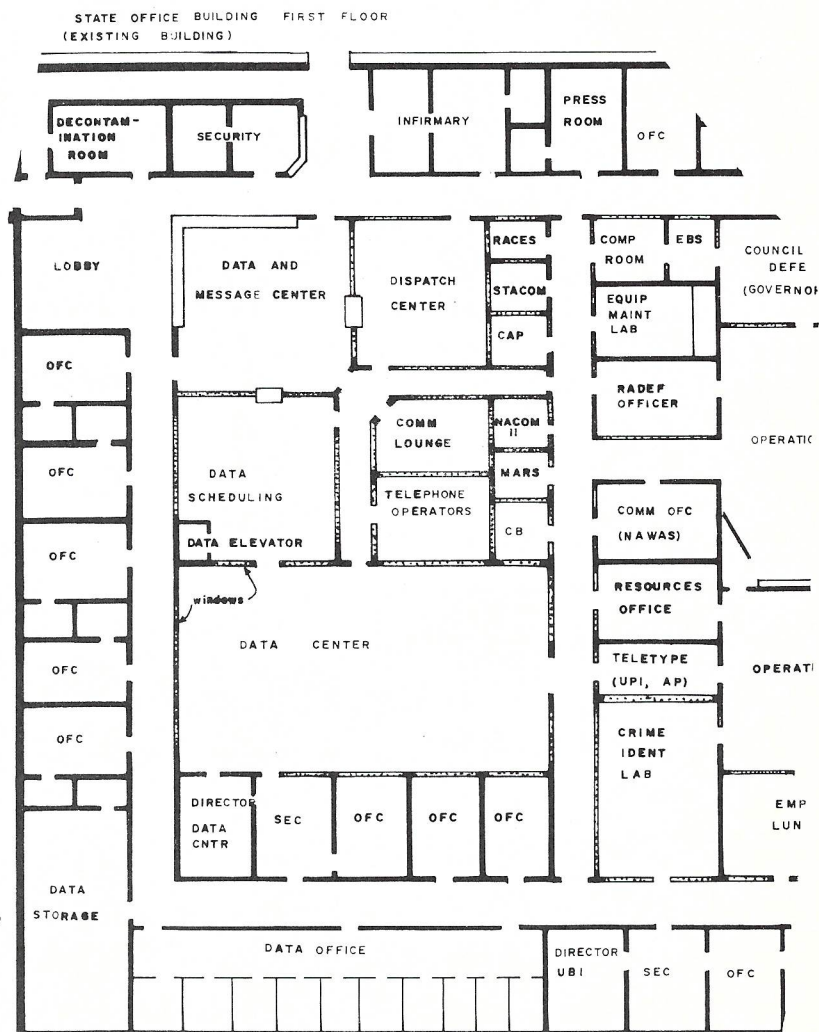 STATE OFFICE BUILDING FIRST FLOOR
(EXISTING BUILDING)
DECONTAM-
INATION
ROOM
SECURITY
INFIRMARY
PRESS
ROOM
OFC
LOBBY
DATA AND
MESSAGE CENTER
DISPATCH
CENTER
RACES
STACOM
CAP
COMP
ROOM
EBS
COUNCIL
DEFE
(GOVERNOR
EQUIP
MAINT
LAB
OFC
RADEF
OFFICER
COMM
LOUNGE
NACOM
II
OFC
DATA
SCHEDULING
MARS
TELEPHONE
OPERATORS
OPERATIO
COMM OFC
(NAWAS)
CB
DATA ELEVATOR
OFC
windows
RESOURCES
OFFICE
DATA CENTER
OFC
TELETYPE
(UPI, AP)
OPERATI
OFC
CRIME
IDENT
LAB
DIRECTOR
DATA
CNTR
SEC
OFC
OFC
OFC
EMP
LUN
DATA
STORAGE
DATA OFFICE
DIRECTOR
UBI
SEC
OFC